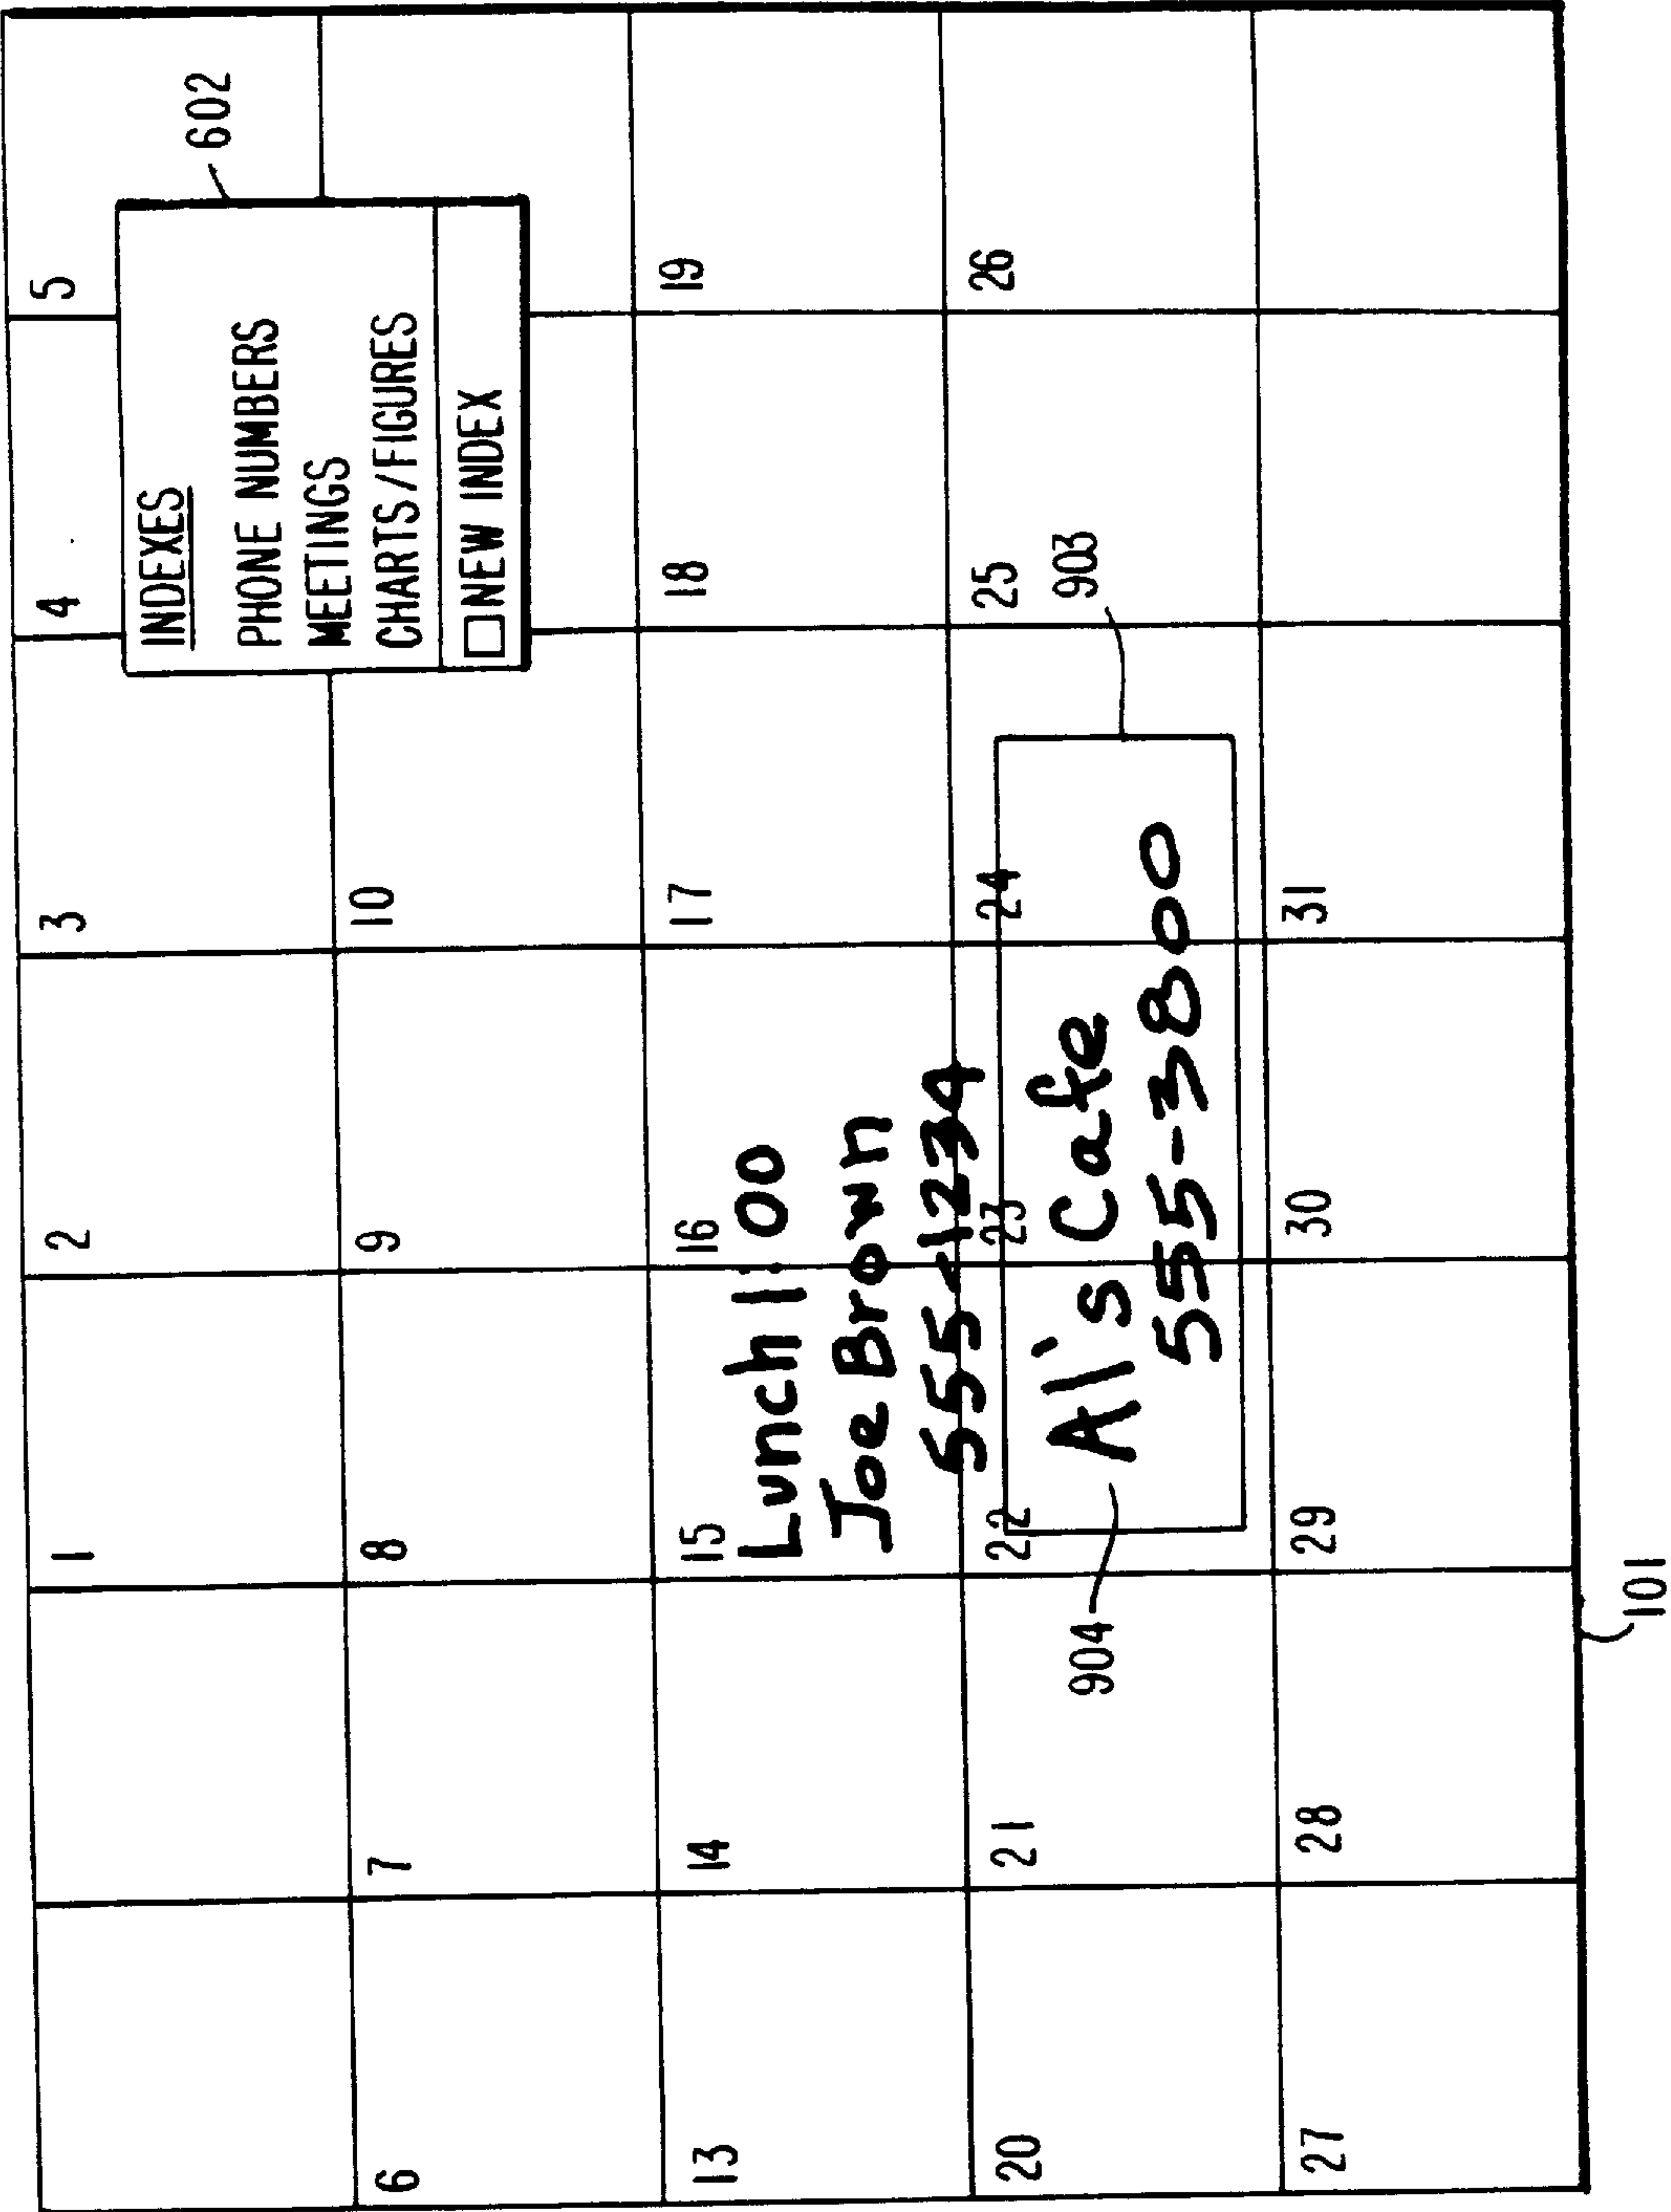 1 2 3 4 5
INDEXES
PHONE NUMBERS
MEETINGS
CHARTS/FIGURES
NEW INDEX
602
6 7 8 9 10
13 14 15 16 17 18 19
Lunch 11:00
Joe Brown
555-1234
20 21 22 23 24 25 26
904
Al's Cafe
555-3800
903
27 28 29 30 31
101